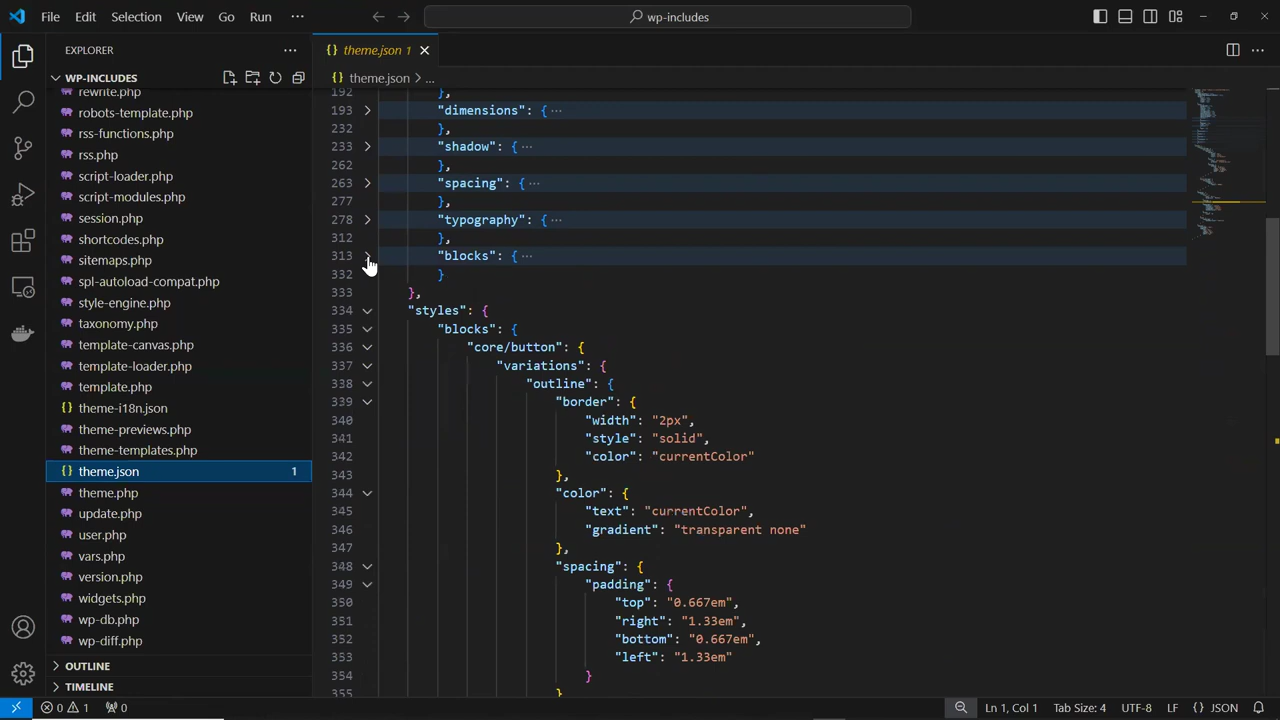 File Edit Selection View Go Run ···
wp-includes
EXPLORER ···
WP-INCLUDES
rewrite.php
robots-template.php
rss-functions.php
rss.php
script-loader.php
script-modules.php
session.php
shortcodes.php
sitemaps.php
spl-autoload-compat.php
style-engine.php
taxonomy.php
template-canvas.php
template-loader.php
template.php
theme-i18n.json
theme-previews.php
theme-templates.php
theme.json 1
theme.php
update.php
user.php
vars.php
version.php
widgets.php
wp-db.php
wp-diff.php
OUTLINE
TIMELINE
{} theme.json 1
{} theme.json > ...
192 },
193 "dimensions": { ···
232 },
233 "shadow": { ···
262 },
263 "spacing": { ···
277 },
278 "typography": { ···
312 },
313 "blocks": { ···
332 }
333 },
334 "styles": {
335 "blocks": {
336 "core/button": {
337 "variations": {
338 "outline": {
339 "border": {
340 "width": "2px",
341 "style": "solid",
342 "color": "currentColor"
343 },
344 "color": {
345 "text": "currentColor",
346 "gradient": "transparent none"
347 },
348 "spacing": {
349 "padding": {
350 "top": "0.667em",
351 "right": "1.33em",
352 "bottom": "0.667em",
353 "left": "1.33em"
354 }
355 }
0 1 0 Ln 1, Col 1 Tab Size: 4 UTF-8 LF {} JSON